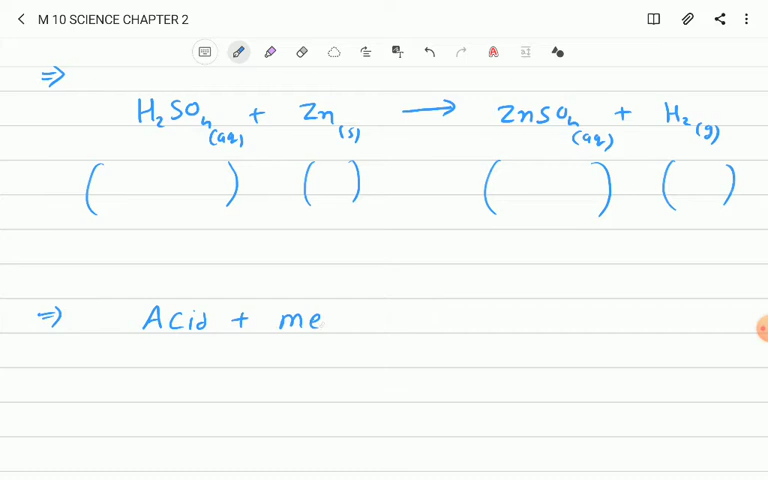 M 10 SCIENCE CHAPTER 2
⇒
H₂SO₄(aq) + Zn(s) ⟶ ZnSO₄(aq) + H₂(g)
( ) ( ) ( ) ( )
⇒ Acid + me